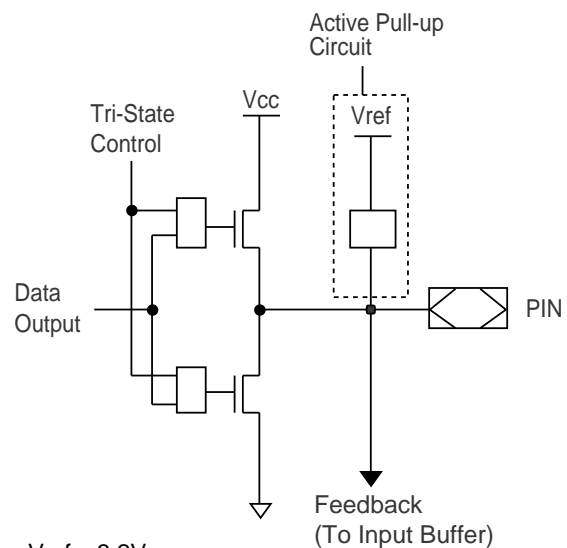 Active Pull-up
Circuit
Vcc
Vref
Tri-State
Control
Data
Output
PIN
Feedback
(To Input Buffer)